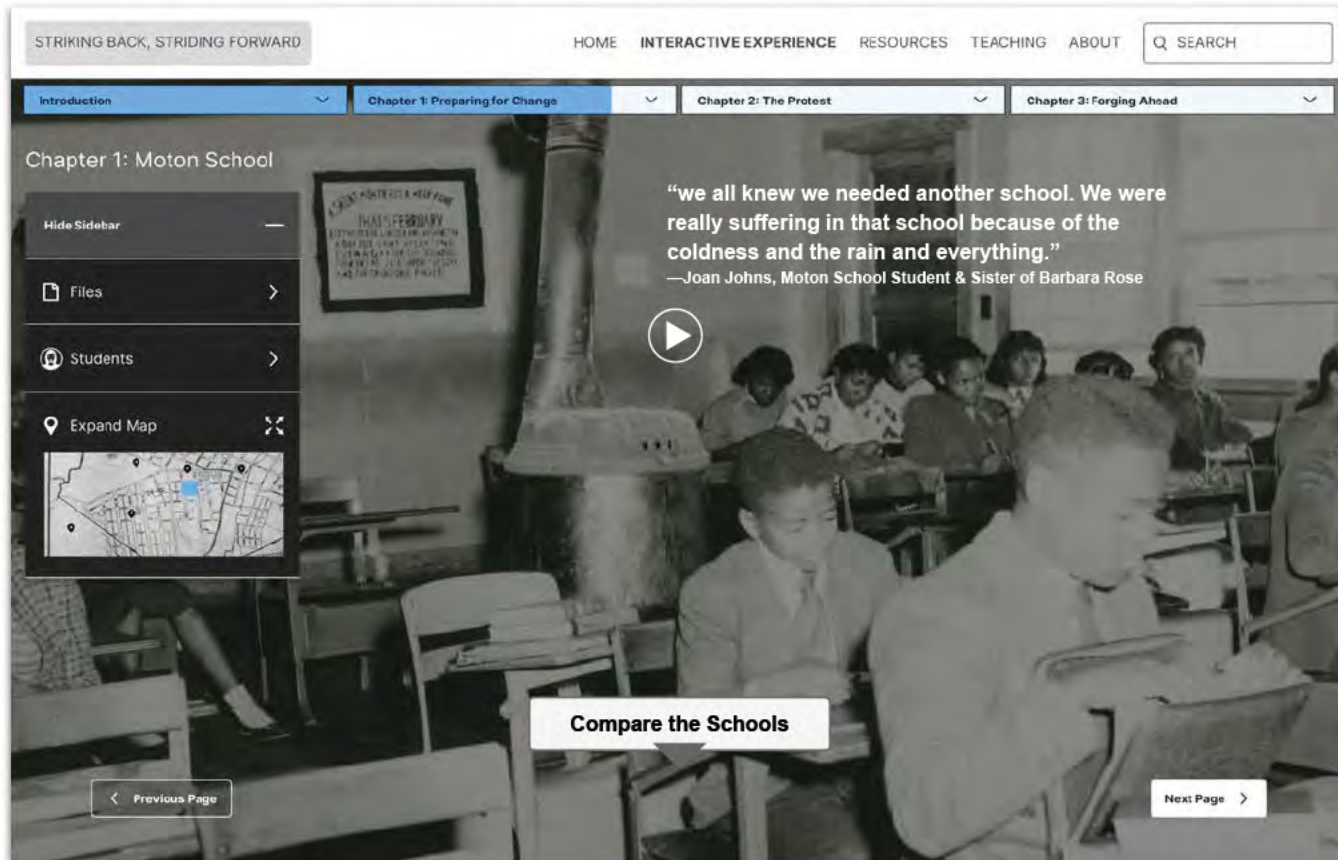 STRIKING BACK, STRIDING FORWARD
HOME INTERACTIVE EXPERIENCE RESOURCES TEACHING ABOUT SEARCH
Introduction
Chapter 1: Preparing for Change
Chapter 2: The Protest
Chapter 3: Forging Ahead
Chapter 1: Moton School
Hide Sidebar
Files
Students
Expand Map
THAT'S FEBRUARY
“we all knew we needed another school. We were
really suffering in that school because of the
coldness and the rain and everything.”
—Joan Johns, Moton School Student & Sister of Barbara Rose
Compare the Schools
Previous Page
Next Page